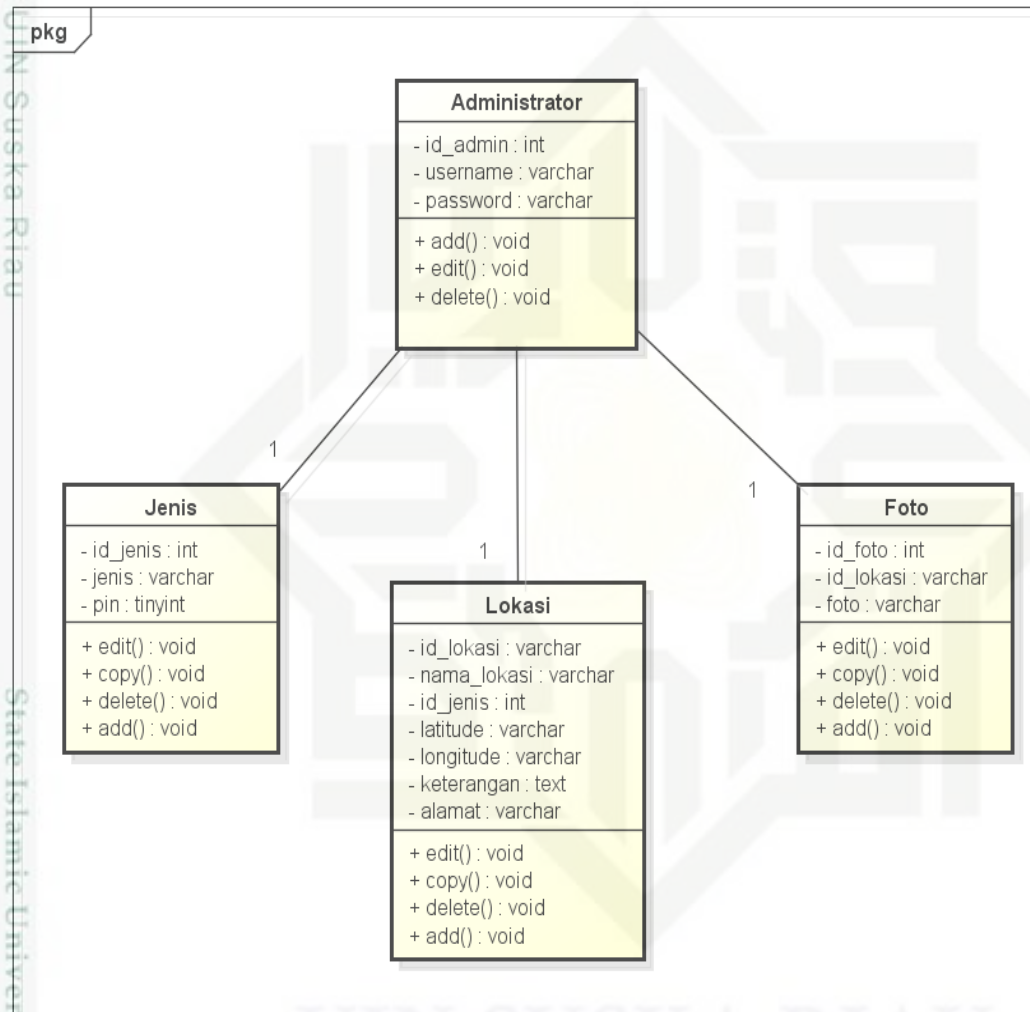 pkg
UIN Suska Riau
State Islamic Univer
Administrator
- id_admin : int
- username : varchar
- password : varchar
+ add() : void
+ edit() : void
+ delete() : void
1
1
1
Jenis
- id_jenis : int
- jenis : varchar
- pin : tinyint
+ edit() : void
+ copy() : void
+ delete() : void
+ add() : void
Lokasi
- id_lokasi : varchar
- nama_lokasi : varchar
- id_jenis : int
- latitude : varchar
- longitude : varchar
- keterangan : text
- alamat : varchar
+ edit() : void
+ copy() : void
+ delete() : void
+ add() : void
Foto
- id_foto : int
- id_lokasi : varchar
- foto : varchar
+ edit() : void
+ copy() : void
+ delete() : void
+ add() : void